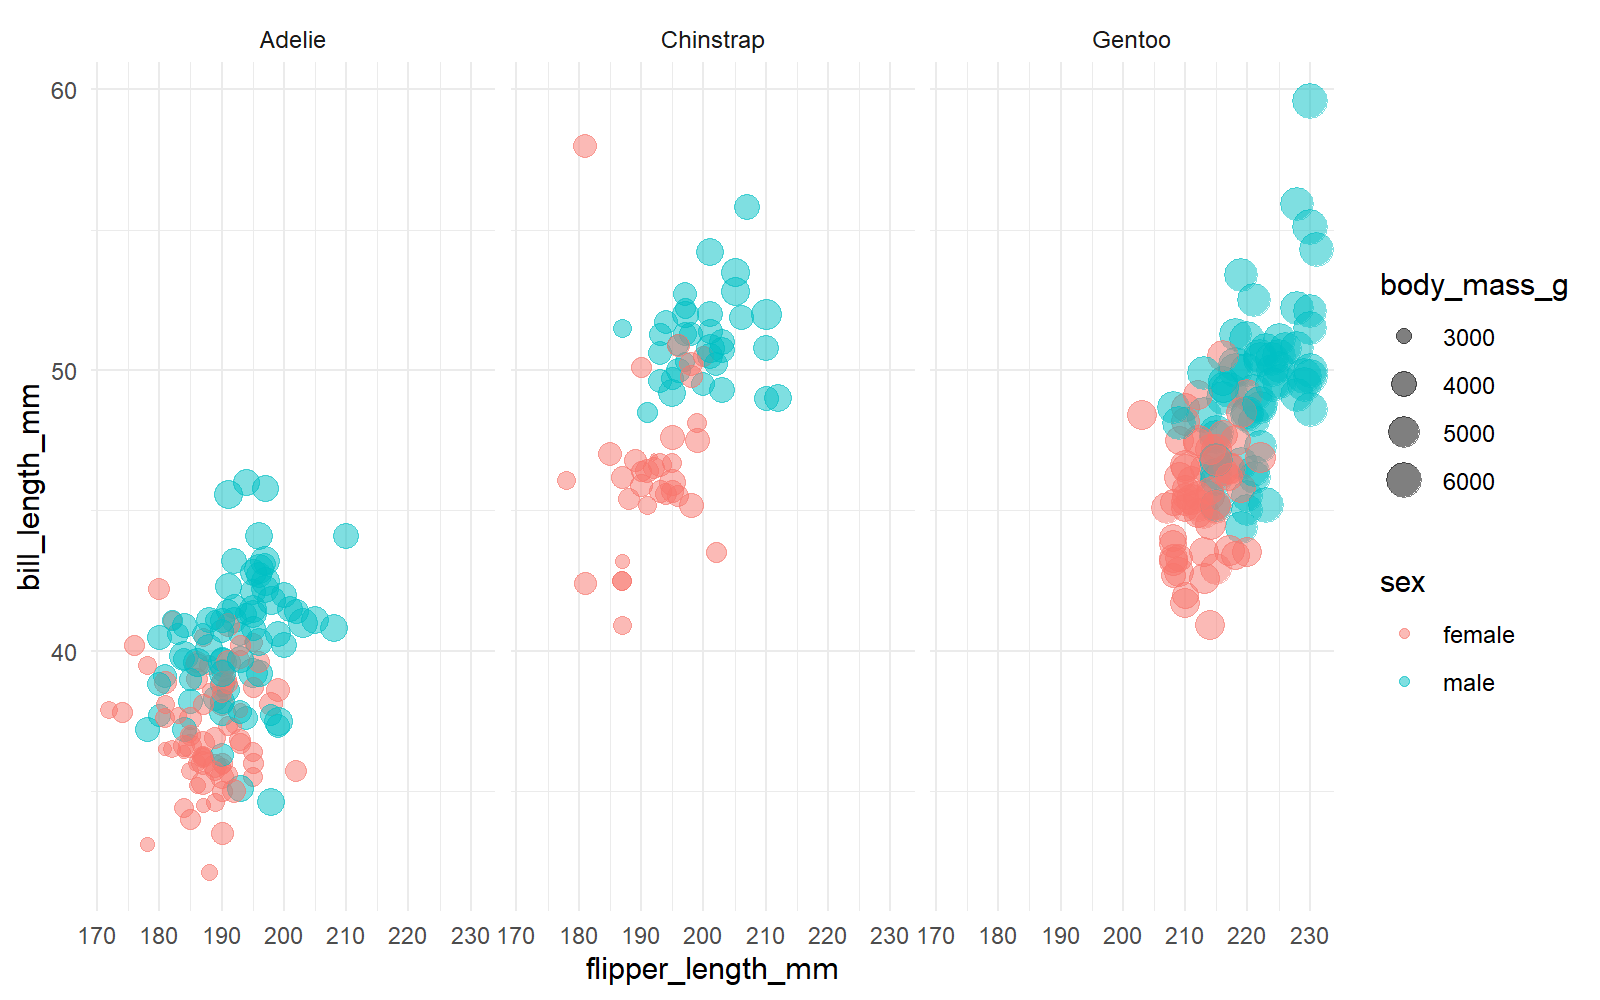 Adelie Chinstrap Gentoo
60
50
40
bill_length_mm
170 180 190 200 210 220 230 170 180 190 200 210 220 230 170 180 190 200 210 220 230
flipper_length_mm
body_mass_g
3000
4000
5000
6000
sex
female
male